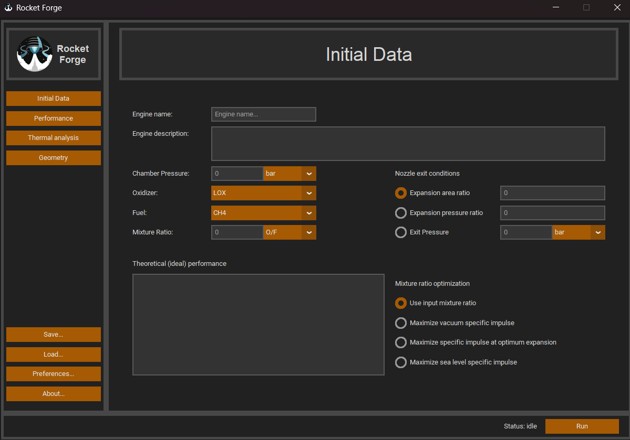 Rocket Forge
Rocket
Forge
Initial Data
Performance
Thermal analysis
Geometry
Save...
Load...
Preferences...
About...
Initial Data
Engine name:
Engine name...
Engine description:
Chamber Pressure:
0
bar
Oxidizer:
LOX
Fuel:
CH4
Mixture Ratio:
0
O/F
Nozzle exit conditions
Expansion area ratio
0
Expansion pressure ratio
0
Exit Pressure
0
bar
Theoretical (ideal) performance
Mixture ratio optimization
Use input mixture ratio
Maximize vacuum specific impulse
Maximize specific impulse at optimum expansion
Maximize sea level specific impulse
Status: idle
Run